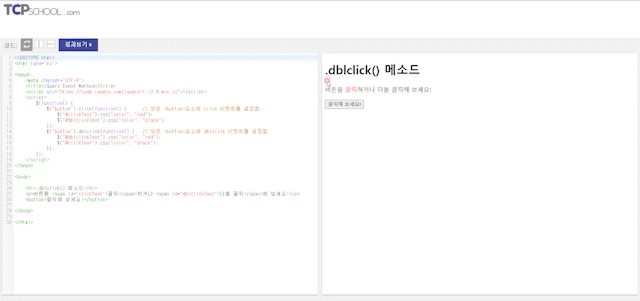 TCPSCHOOL.com
코드:
결과보기 »
<!DOCTYPE html>
<html lang="ko">
<head>
<meta charset="UTF-8">
<title>jQuery Event Method</title>
<script src="https://code.jquery.com/jquery-1.12.4.min.js"></script>
<script>
$(function() {
$("button").click(function() { // 모든 <button>요소에 click 이벤트를 설정함.
$("#clickText").css("color", "red");
$("#dblclickText").css("color", "black");
});
$("button").dblclick(function() { // 모든 <button>요소에 dblclick 이벤트를 설정함.
$("#dblclickText").css("color", "red");
$("#clickText").css("color", "black");
});
});
</script>
</head>
<body>
<h1>.dblclick() 메소드</h1>
<p>버튼을 <span id="clickText">클릭</span>하거나 <span id="dblclickText">더블 클릭</span>해 보세요!</p>
<button>클릭해 보세요!</button>
</body>
</html>
.dblclick() 메소드
버튼을 클릭하거나 더블 클릭해 보세요!
클릭해 보세요!